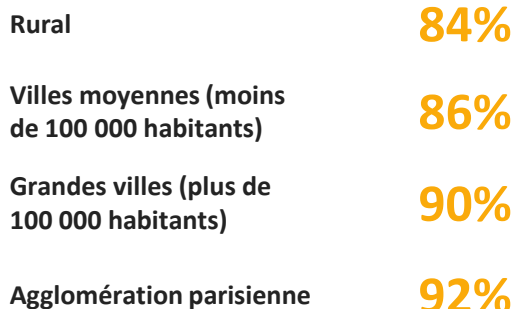 Rural 84%
Villes moyennes (moins
de 100 000 habitants) 86%
Grandes villes (plus de
100 000 habitants) 90%
Agglomération parisienne 92%